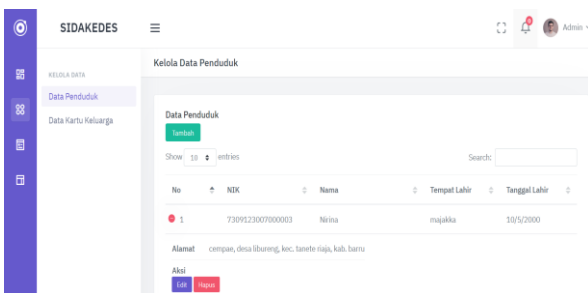 SIDAKEDES
Admin
Kelola Data Penduduk
KELOLA DATA
Data Penduduk
Data Kartu Keluarga
Data Penduduk
Tambah
Show 10 entries Search:
No NIK Nama Tempat Lahir Tanggal Lahir
1 7309123007000003 Nirina majakka 10/5/2000
Alamat cempae, desa libureng, kec. tanete riaja, kab. barru
Aksi
Edit Hapus